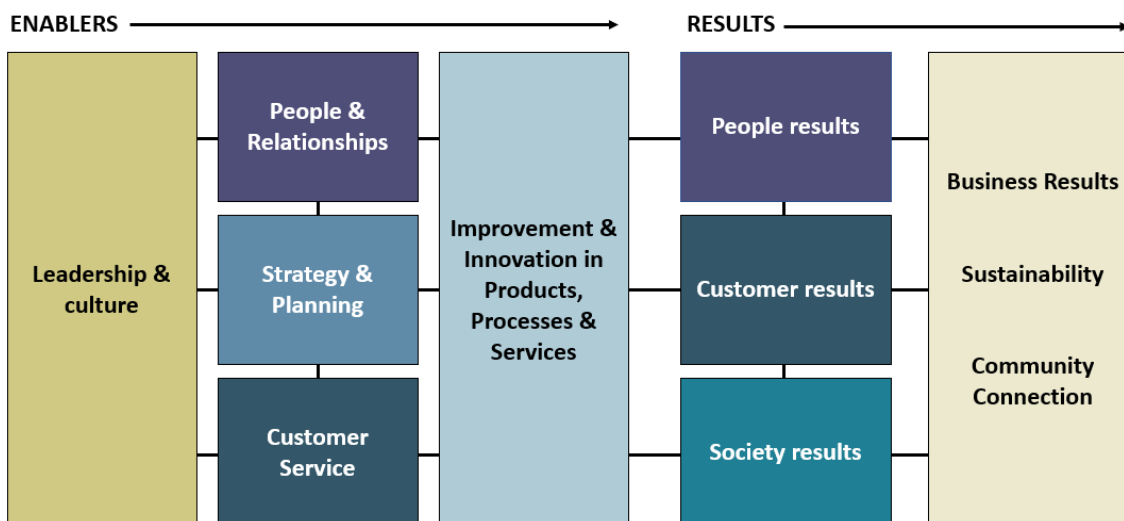 ENABLERS
RESULTS
Leadership &
culture
People &
Relationships
Strategy &
Planning
Customer
Service
Improvement &
Innovation in
Products,
Processes &
Services
People results
Customer results
Society results
Business Results
Sustainability
Community
Connection